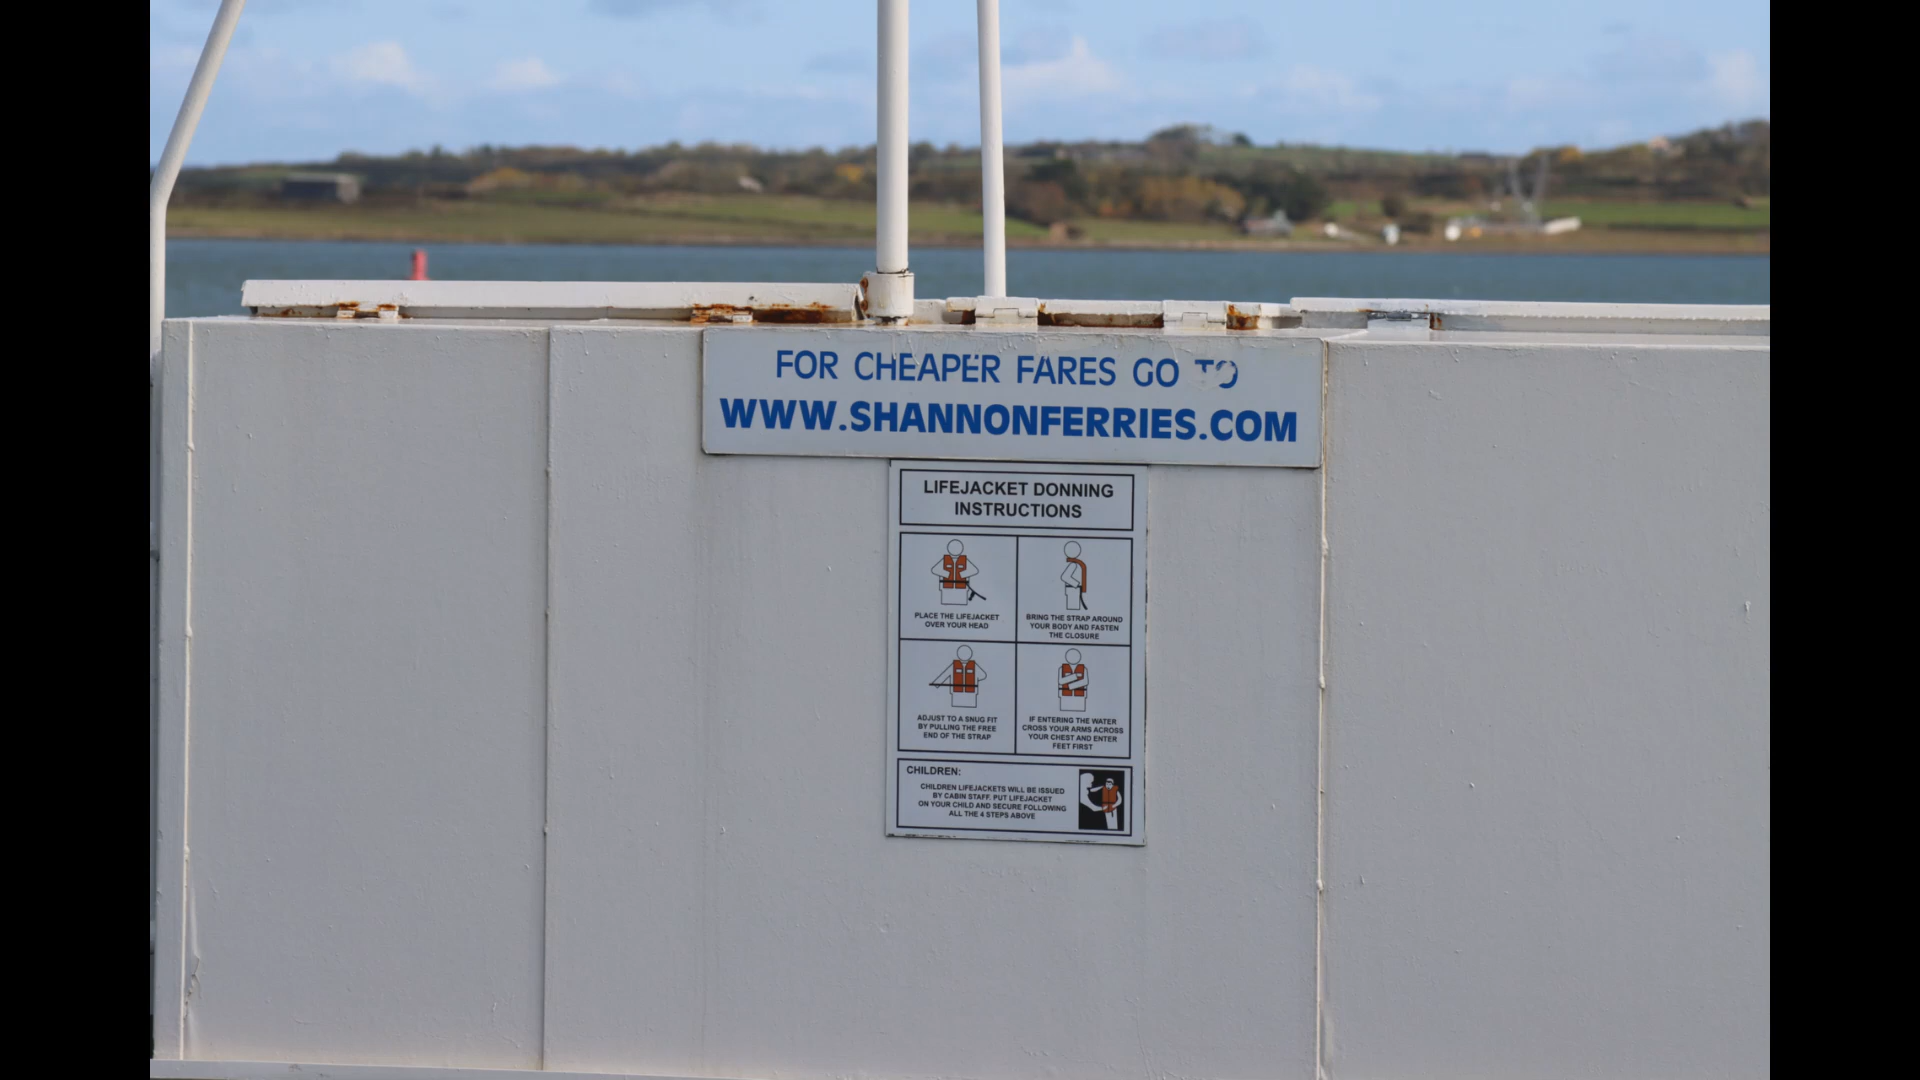 FOR CHEAPER FARES GO TO
WWW.SHANNONFERRIES.COM
LIFEJACKET DONNING
INSTRUCTIONS
PLACE THE LIFEJACKET
OVER YOUR HEAD
BRING THE STRAP AROUND
YOUR BODY AND FASTEN
THE CLOSURE
ADJUST TO A SNUG FIT
BY PULLING THE FREE
END OF THE STRAP
IF ENTERING THE WATER
CROSS YOUR ARMS ACROSS
YOUR CHEST AND ENTER
FEET FIRST
CHILDREN:
CHILDREN LIFEJACKETS WILL BE ISSUED
BY CABIN STAFF. PUT LIFEJACKET
ON YOUR CHILD AND SECURE FOLLOWING
ALL THE 4 STEPS ABOVE